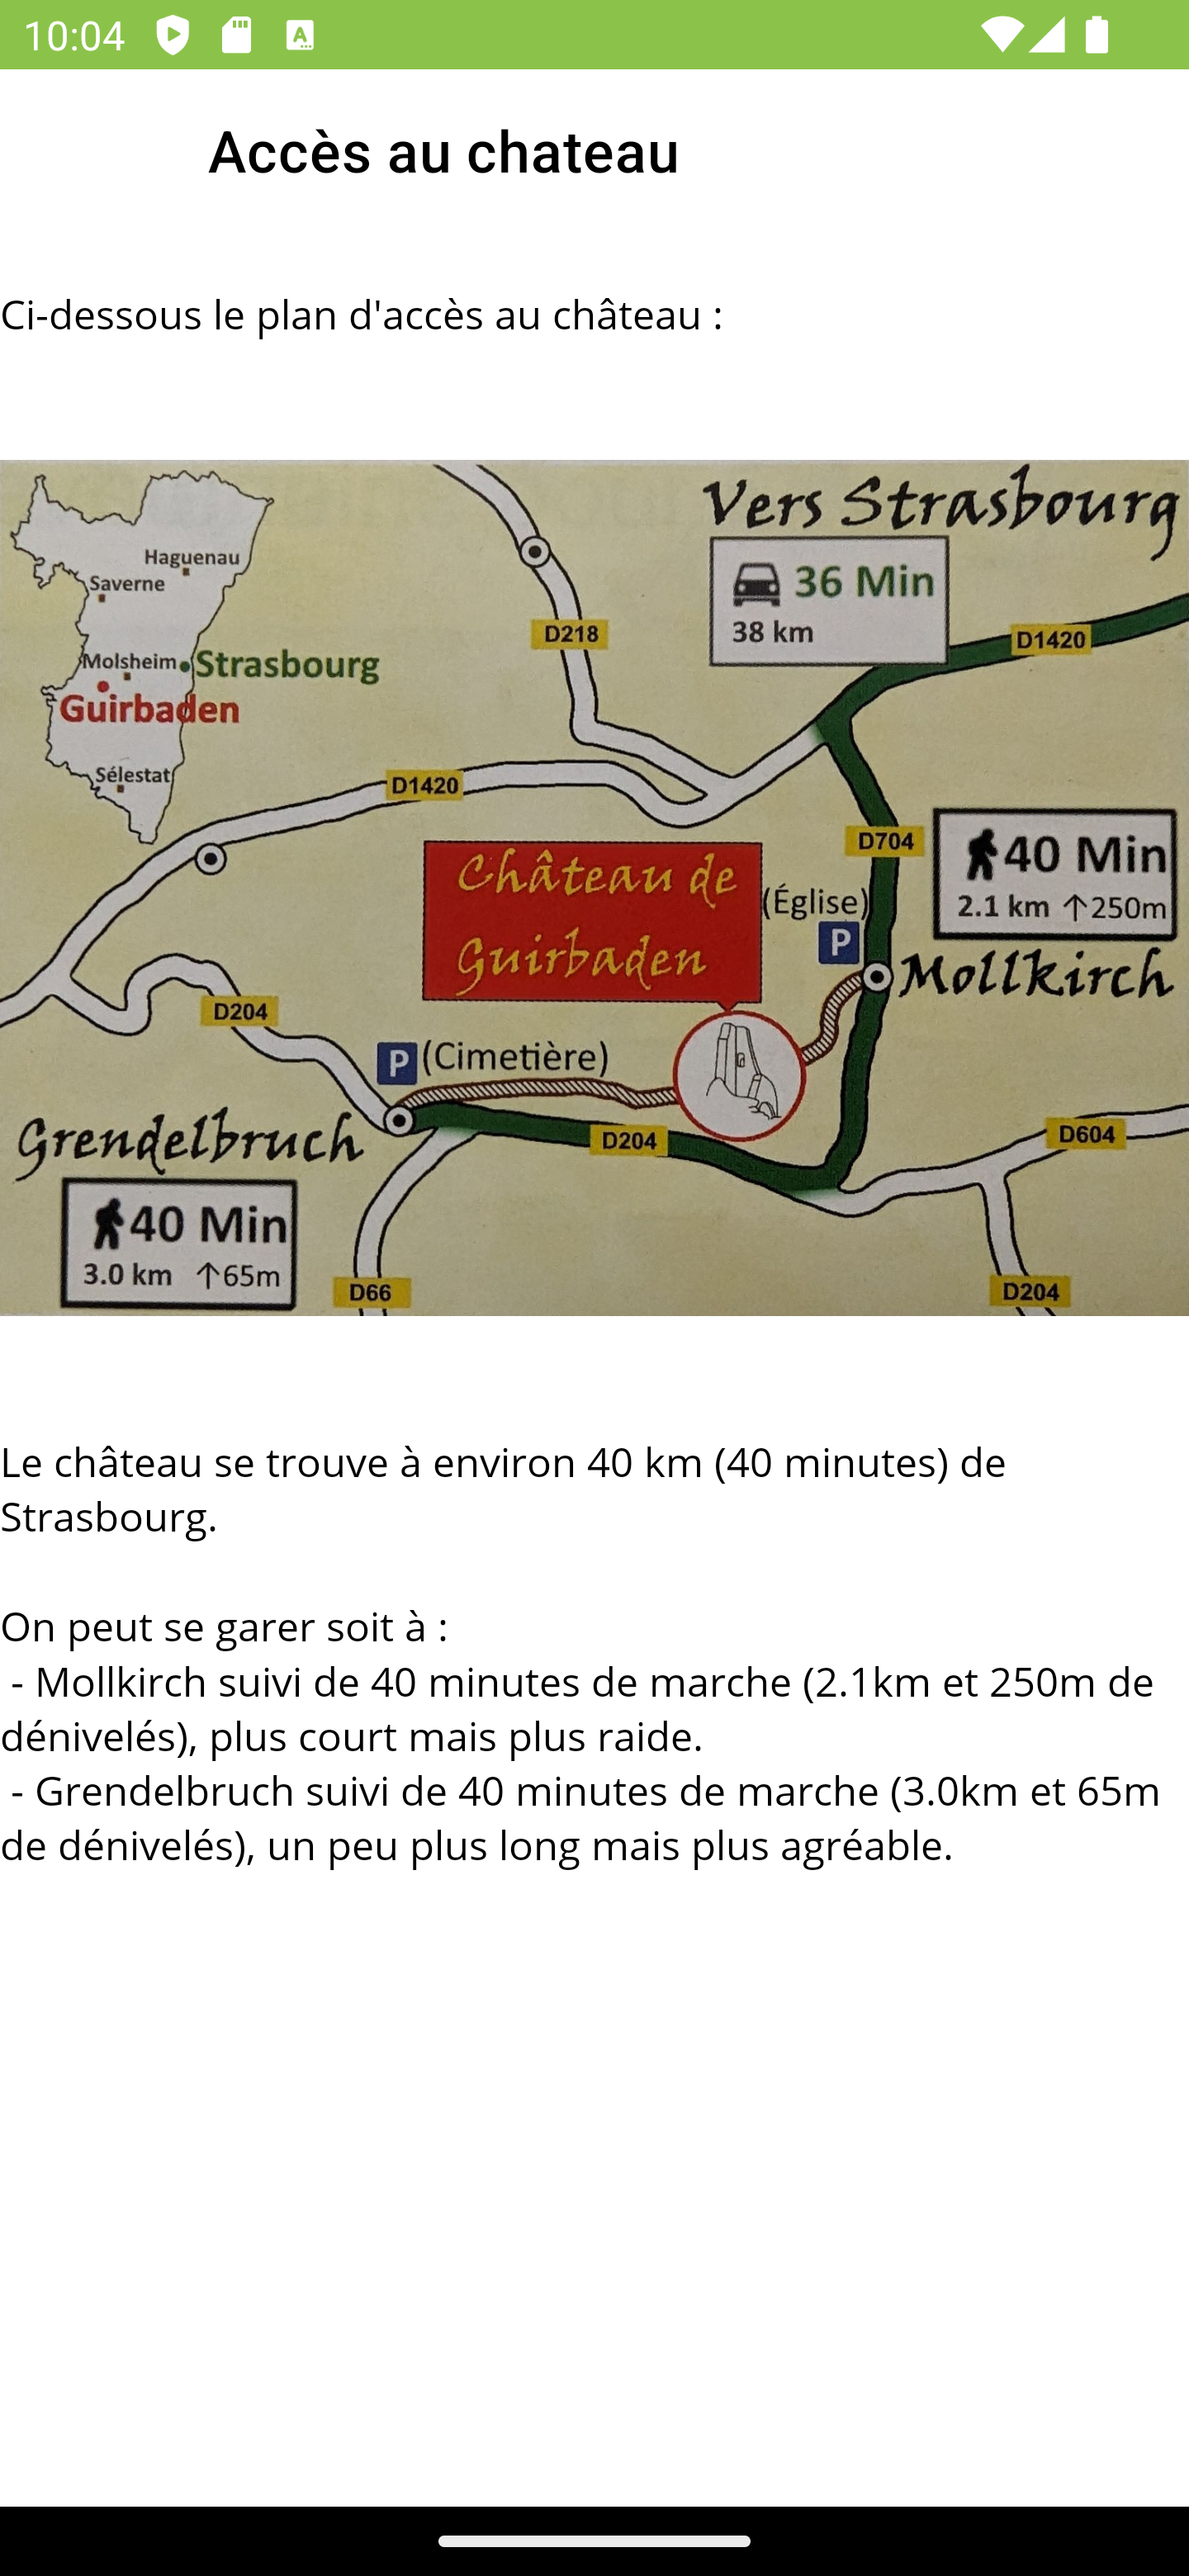 10:04
Accès au chateau
Ci-dessous le plan d'accès au château :
Vers Strasbourg
36 Min
38 km
D1420
Haguenau
Saverne
Molsheim
Strasbourg
Guirbaden
Sélestat
D218
D1420
D704
40 Min
2.1 km ↑250m
Château de
Guirbaden
(Église)
P
Mollkirch
D204
P (Cimetière)
Grendelbruch
40 Min
3.0 km ↑65m
D204
D604
D66
D204
Le château se trouve à environ 40 km (40 minutes) de
Strasbourg.
On peut se garer soit à :
- Mollkirch suivi de 40 minutes de marche (2.1km et 250m de
dénivelés), plus court mais plus raide.
- Grendelbruch suivi de 40 minutes de marche (3.0km et 65m
de dénivelés), un peu plus long mais plus agréable.